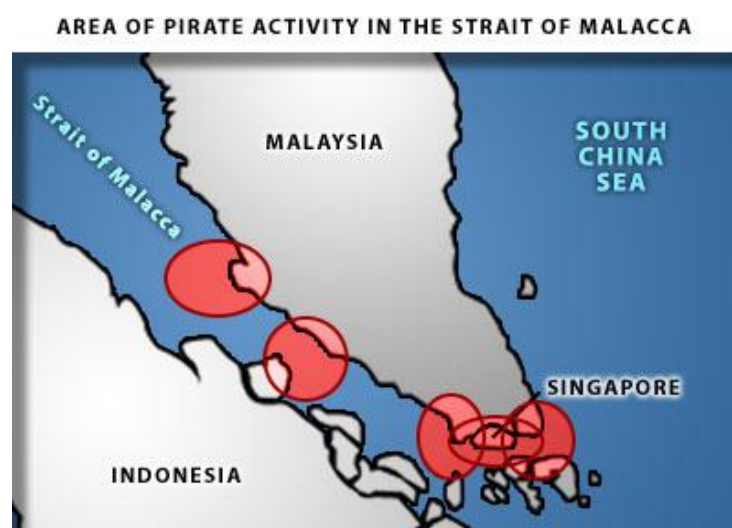 AREA OF PIRATE ACTIVITY IN THE STRAIT OF MALACCA
Strait of Malacca
MALAYSIA
SOUTH
CHINA
SEA
SINGAPORE
INDONESIA